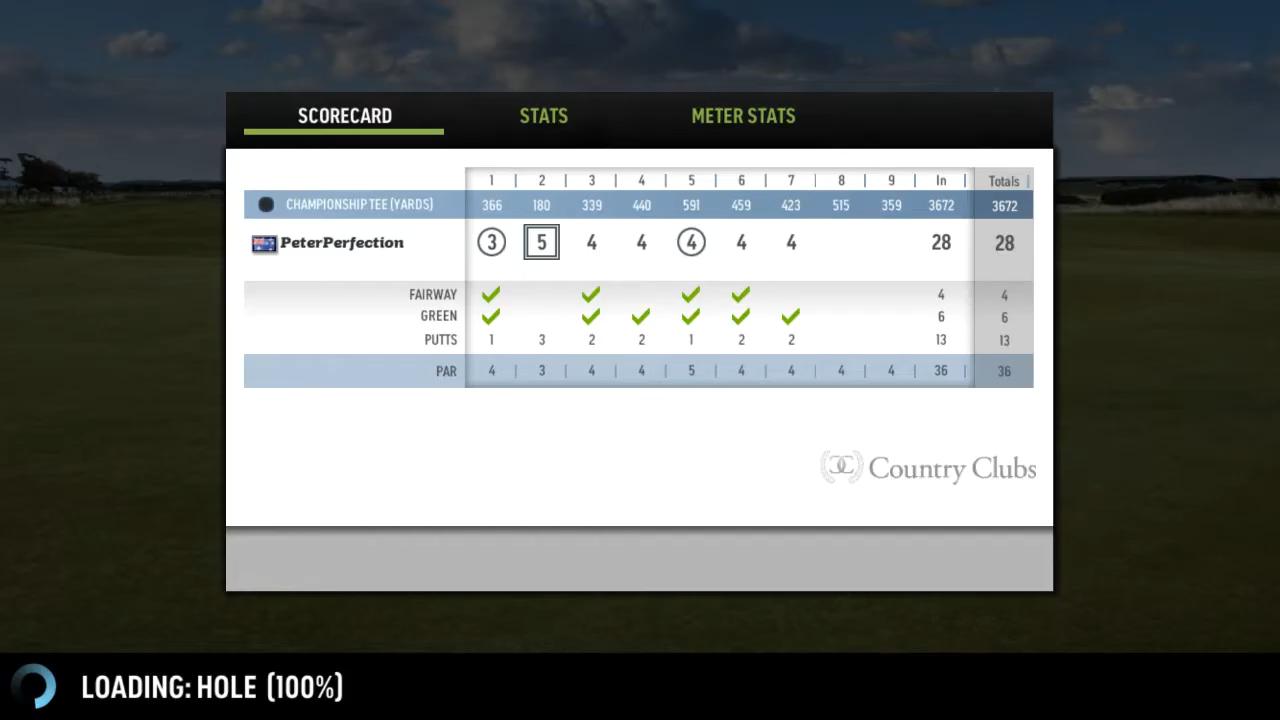 SCORECARD STATS METER STATS
1 | 2 | 3 | 4 | 5 | 6 | 7 | 8 | 9 | In | Totals |
CHAMPIONSHIP TEE (YARDS) 366 180 339 440 591 459 423 515 359 3672 3672
PeterPerfection 3 5 4 4 4 4 4 28 28
FAIRWAY 4 4
GREEN 6 6
PUTTS 1 3 2 2 1 2 2 13 13
PAR 4 | 3 | 4 | 4 | 5 | 4 | 4 | 4 | 4 | 36 | 36
CC Country Clubs
LOADING: HOLE (100%)